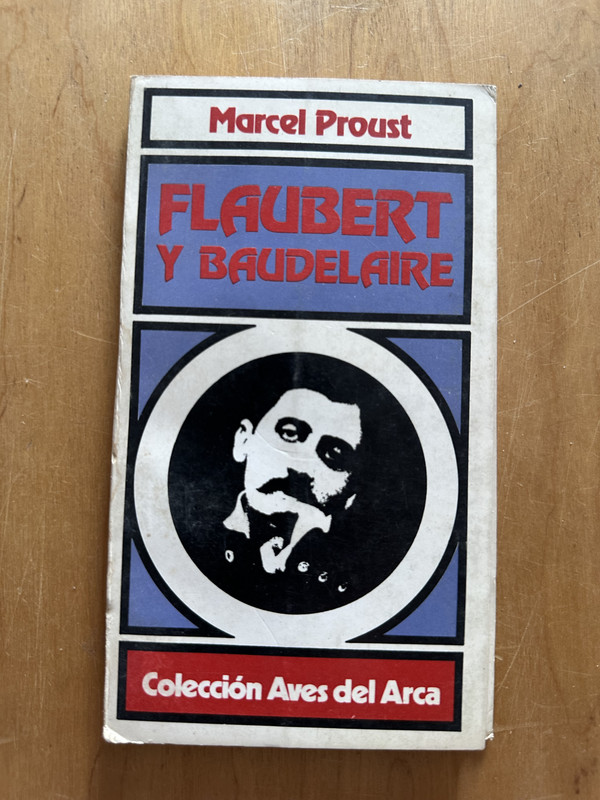 Marcel Proust
FLAUBERT
Y BAUDELAIRE
Colección Aves del Arca